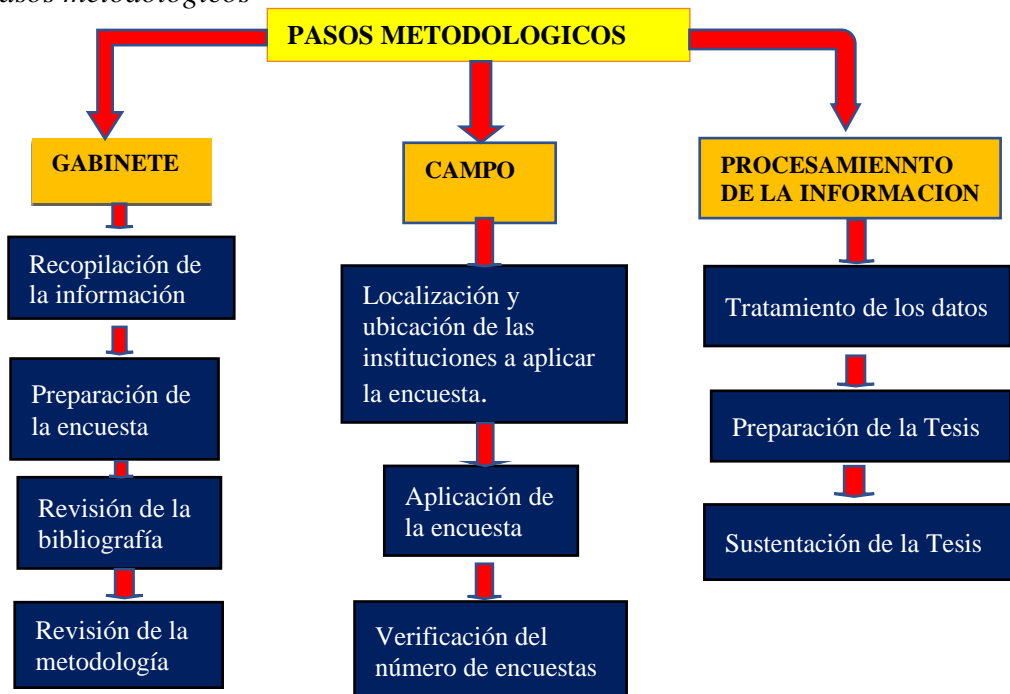 metodologicos
PASOS METODOLOGICOS
GABINETE
Recopilación de
la información
Preparación de
la encuesta
Revisión de la
bibliografía
Revisión de la
metodología
CAMPO
Localización y
ubicación de las
instituciones a aplicar
la encuesta.
Aplicación de
la encuesta
Verificación del
número de encuestas
PROCESAMIENNTO
DE LA INFORMACION
Tratamiento de los datos
Preparación de la Tesis
Sustentación de la Tesis